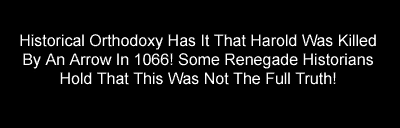 Historical Orthodoxy Has It That Harold Was Killed
By An Arrow In 1066! Some Renegade Historians
Hold That This Was Not The Full Truth!